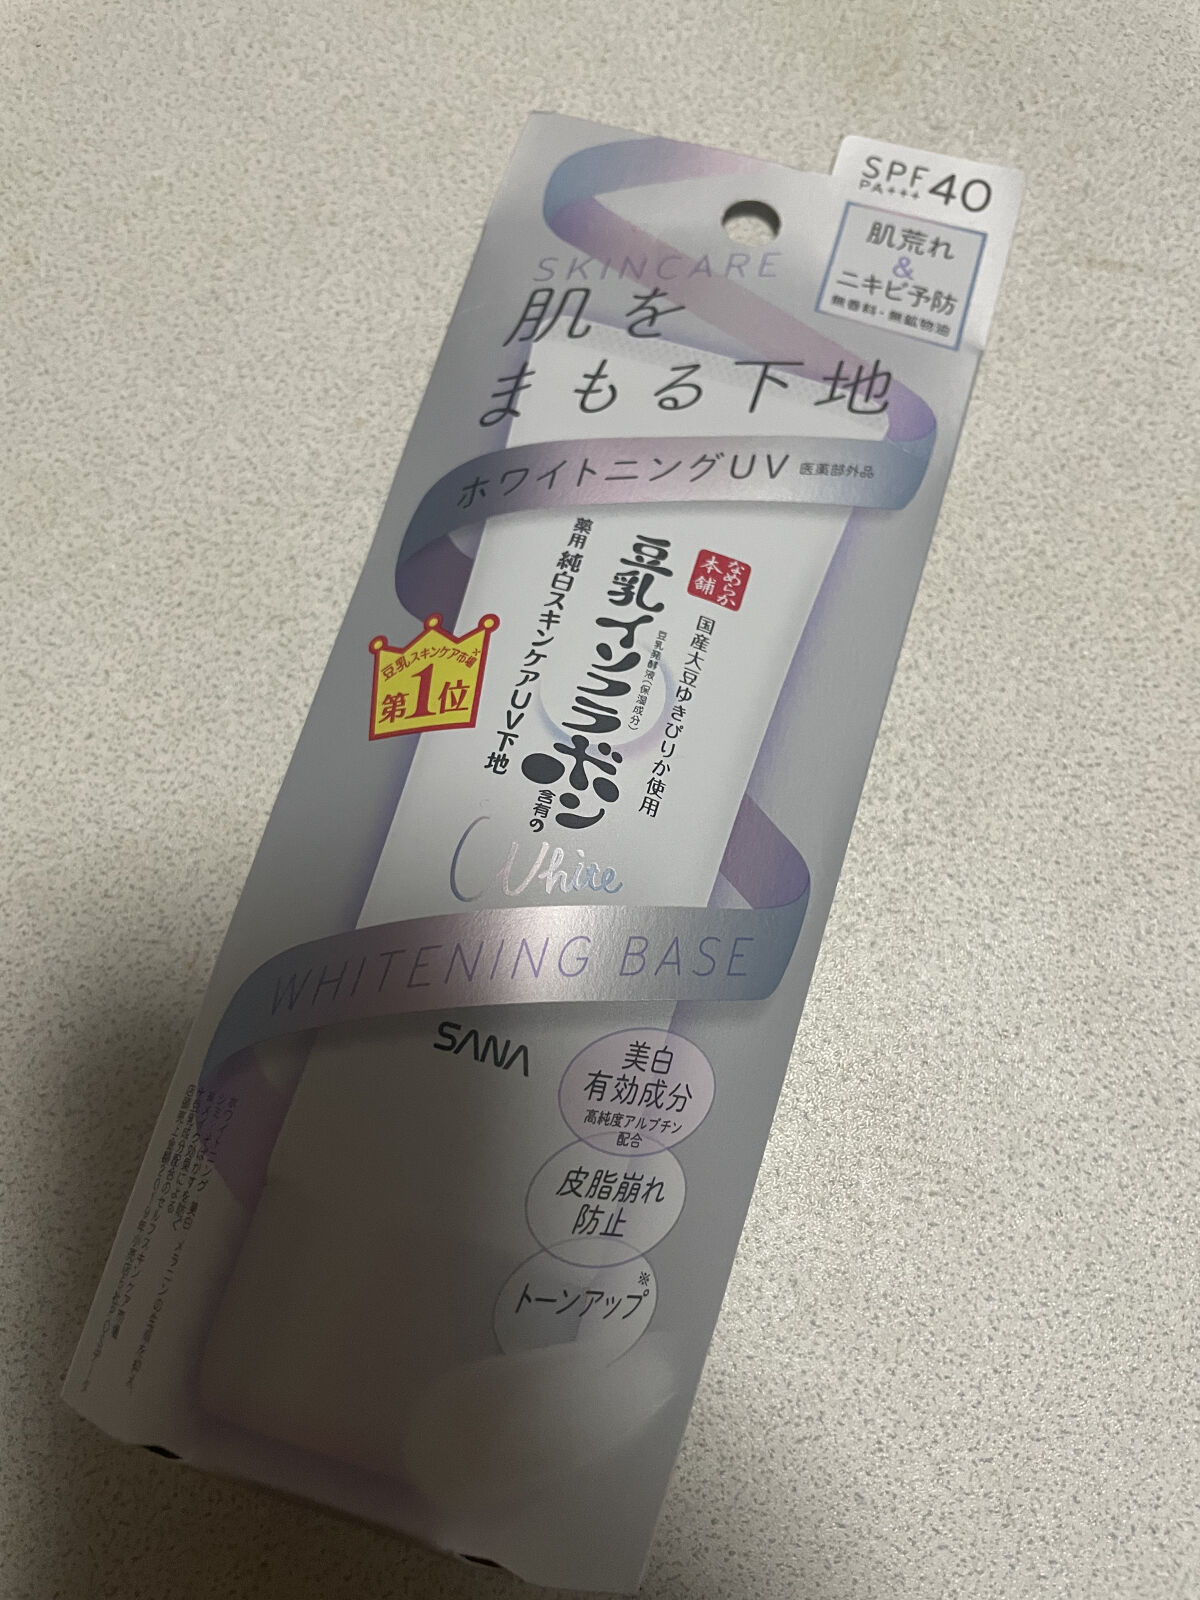 SPF40
PA+++
肌荒れ
&
ニキビ予防
無香料・無鉱物油
SKINCARE
肌を
まもる下地
ホワイトニングUV 医薬部外品
なめらか
本舗
国産大豆ゆきぴりか使用
豆乳発酵液(保湿成分)
豆乳イソフラボン
含有の
薬用 純白スキンケアUV下地
豆乳スキンケア市場※
第1位
White
WHITENING BASE
SANA
美白
有効成分
高純度アルブチン
配合
皮脂崩れ
防止
トーンアップ※